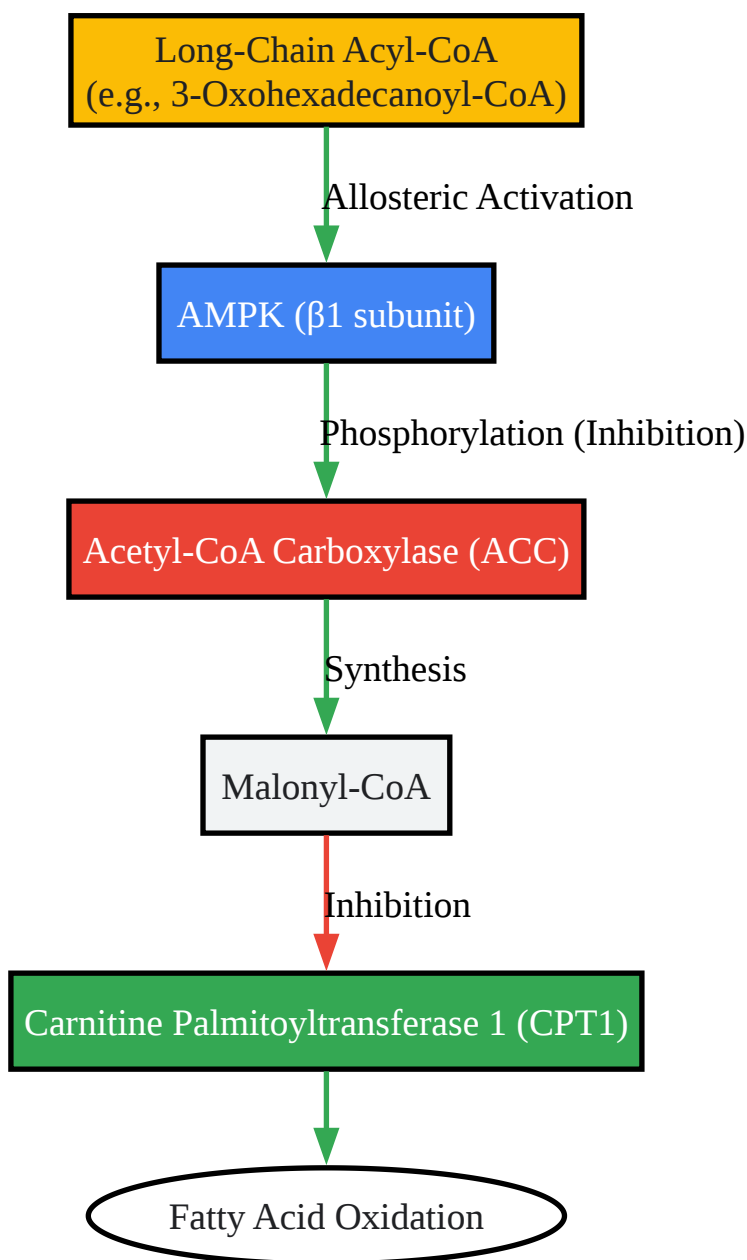 Long-Chain Acyl-CoA
(e.g., 3-Oxohexadecanoyl-CoA)
Allosteric Activation
AMPK (β1 subunit)
Phosphorylation (Inhibition)
Acetyl-CoA Carboxylase (ACC)
Synthesis
Malonyl-CoA
Inhibition
Carnitine Palmitoyltransferase 1 (CPT1)
Fatty Acid Oxidation